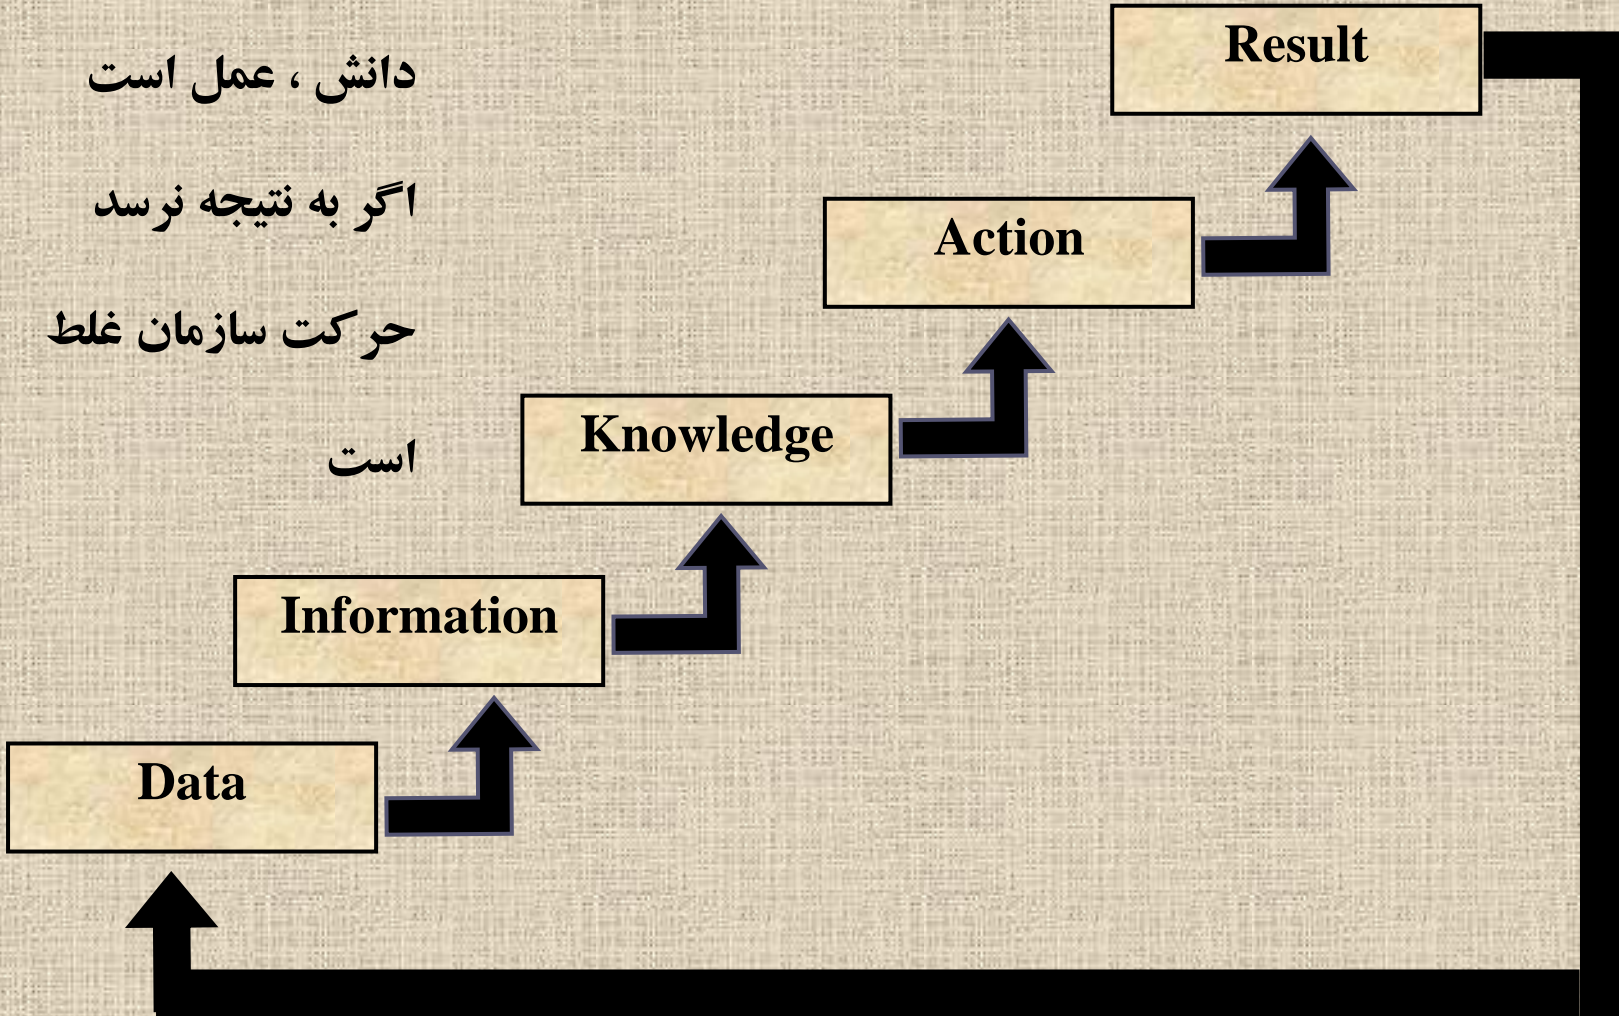 Result
دانش ، عمل است
اگر به نتیجه نرسد
Action
حرکت سازمان غلط
Knowledge
است
Information
Data